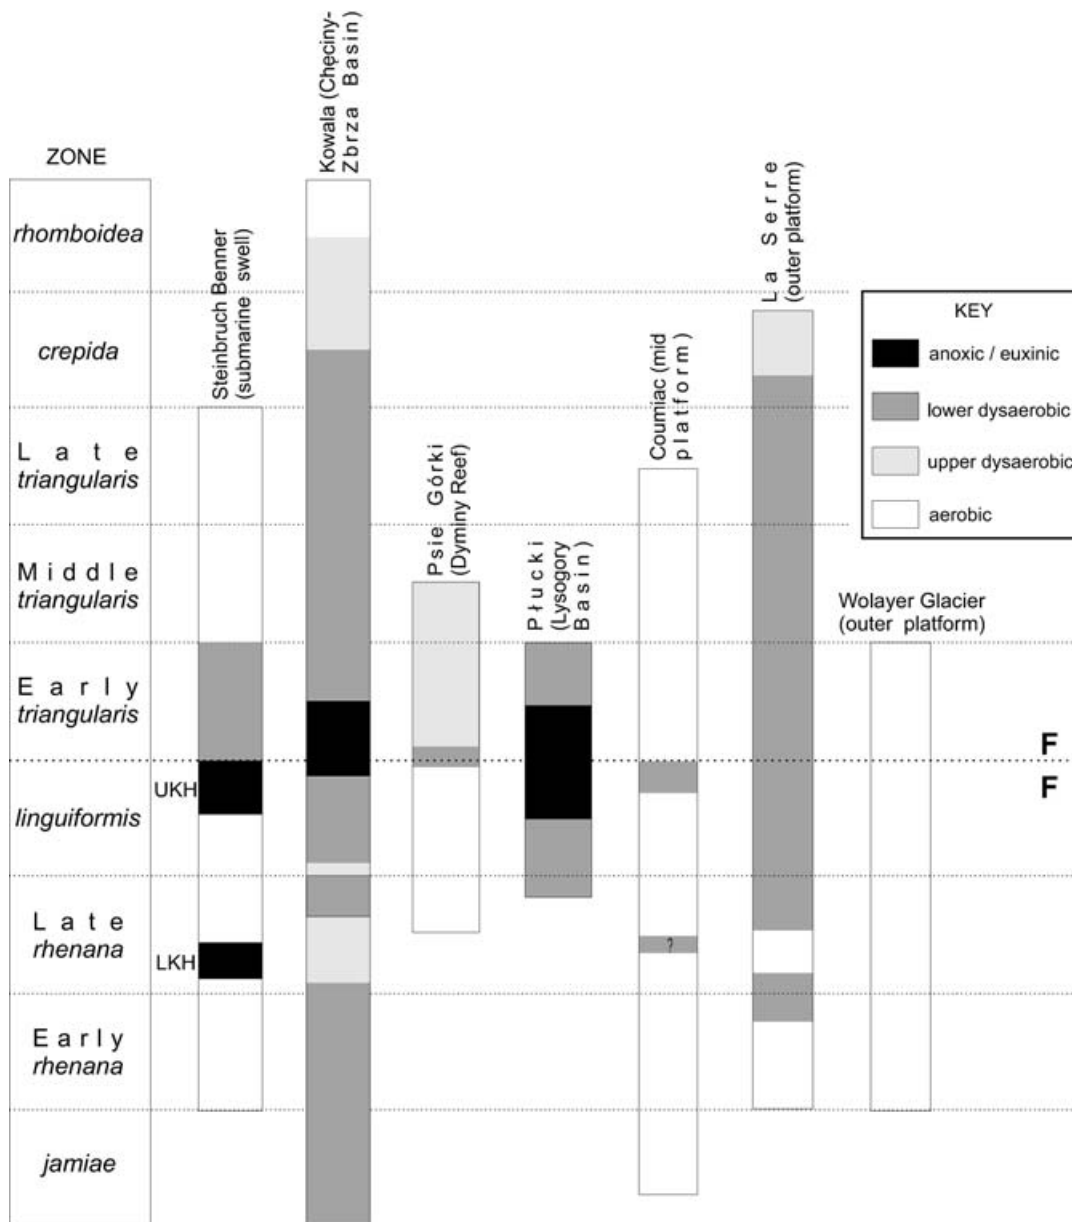 ZONE
rhomboidea
crepida
Late
triangularis
Middle
triangularis
Early
triangularis
linguiformis
Late
rhenana
Early
rhenana
jamiae
UKH
LKH
Steinbruch Benner
(submarine swell)
Kowala (Chęciny-
Zbrza Basin)
Psie Górki
(Dyminy Reef)
Płucki
(Lysogory
Basin)
Coumiac (mid
platform)
?
La Serre
(outer platform)
Wolayer Glacier
(outer platform)
KEY
anoxic / euxinic
lower dysaerobic
upper dysaerobic
aerobic
F
F